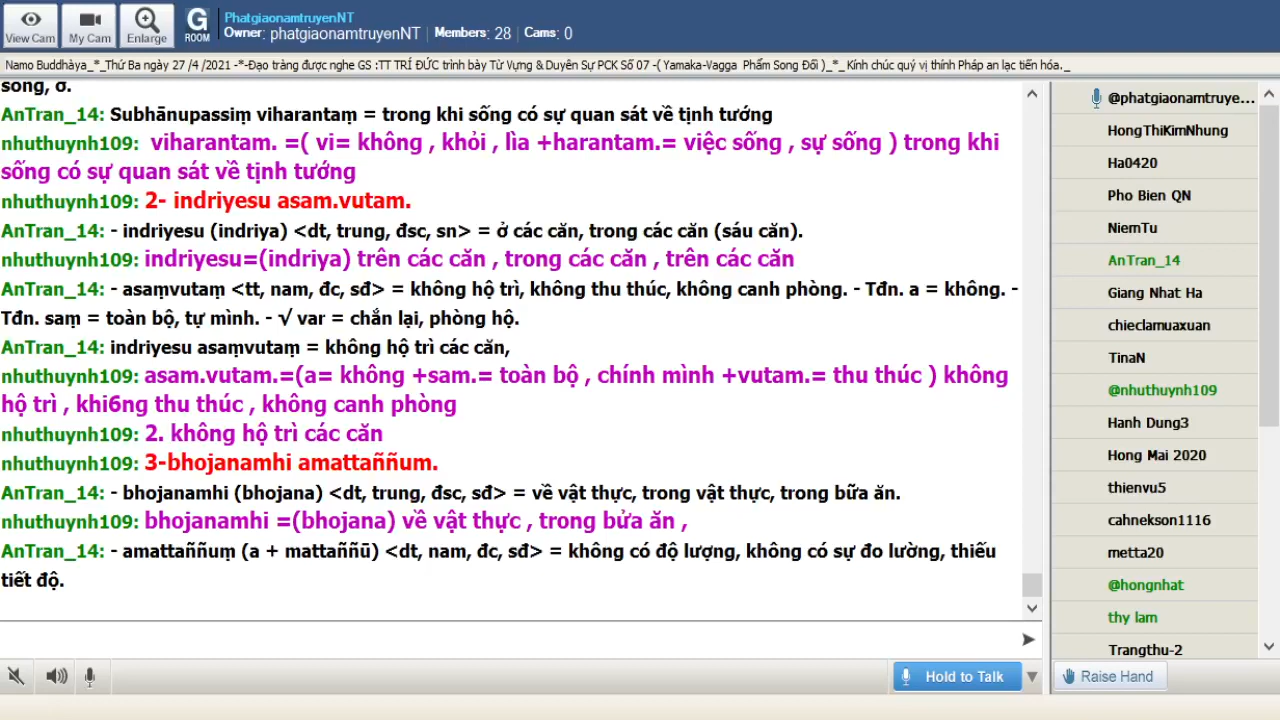 View Cam
My Cam
Enlarge
G
ROOM
PhatgiaonamtruyenNT
Owner: phatgiaonamtruyenNT | Members: 28 | Cams: 0
Namo Buddhàya_*_Thứ Ba ngày 27 /4 /2021 -*-Đạo tràng được nghe GS :TT TRÍ ĐỨC trình bày Từ Vựng & Duyên Sự PCK Số 07 -( Yamaka-Vagga Phẩm Song Đối )_*_ Kính chúc quý vị thính Pháp an lạc tiến hóa._
AnTran_14: Subhānupassiṃ viharantaṃ = trong khi sống có sự quan sát về tịnh tướng
nhuthuynh109: viharantam. =( vi= không , khỏi , lìa +harantam.= việc sống , sự sống ) trong khi
sống có sự quan sát về tịnh tướng
nhuthuynh109: 2- indriyesu asam.vutam.
AnTran_14: - indriyesu (indriya) <dt, trung, đsc, sn> = ở các căn, trong các căn (sáu căn).
nhuthuynh109: indriyesu=(indriya) trên các căn , trong các căn , trên các căn
AnTran_14: - asaṃvutaṃ <tt, nam, đc, sđ> = không hộ trì, không thu thúc, không canh phòng. - Tđn. a = không. -
Tđn. saṃ = toàn bộ, tự mình. - √ var = chắn lại, phòng hộ.
AnTran_14: indriyesu asaṃvutaṃ = không hộ trì các căn,
nhuthuynh109: asam.vutam.=(a= không +sam.= toàn bộ , chính mình +vutam.= thu thúc ) không
hộ trì , khi6ng thu thúc , không canh phòng
nhuthuynh109: 2. không hộ trì các căn
nhuthuynh109: 3-bhojanamhi amattaññum.
AnTran_14: - bhojanamhi (bhojana) <dt, trung, đsc, sđ> = về vật thực, trong vật thực, trong bữa ăn.
nhuthuynh109: bhojanamhi =(bhojana) về vật thực , trong bửa ăn ,
AnTran_14: - amattaññuṃ (a + mattaññū) <dt, nam, đc, sđ> = không có độ lượng, không có sự đo lường, thiếu
tiết độ.
@phatgiaonamtruye...
HongThiKimNhung
Ha0420
Pho Bien QN
NiemTu
AnTran_14
Giang Nhat Ha
chieclamuaxuan
TinaN
@nhuthuynh109
Hanh Dung3
Hong Mai 2020
thienvu5
cahnekson1116
metta20
@hongnhat
thy lam
Trangthu-2
Hold to Talk
Raise Hand